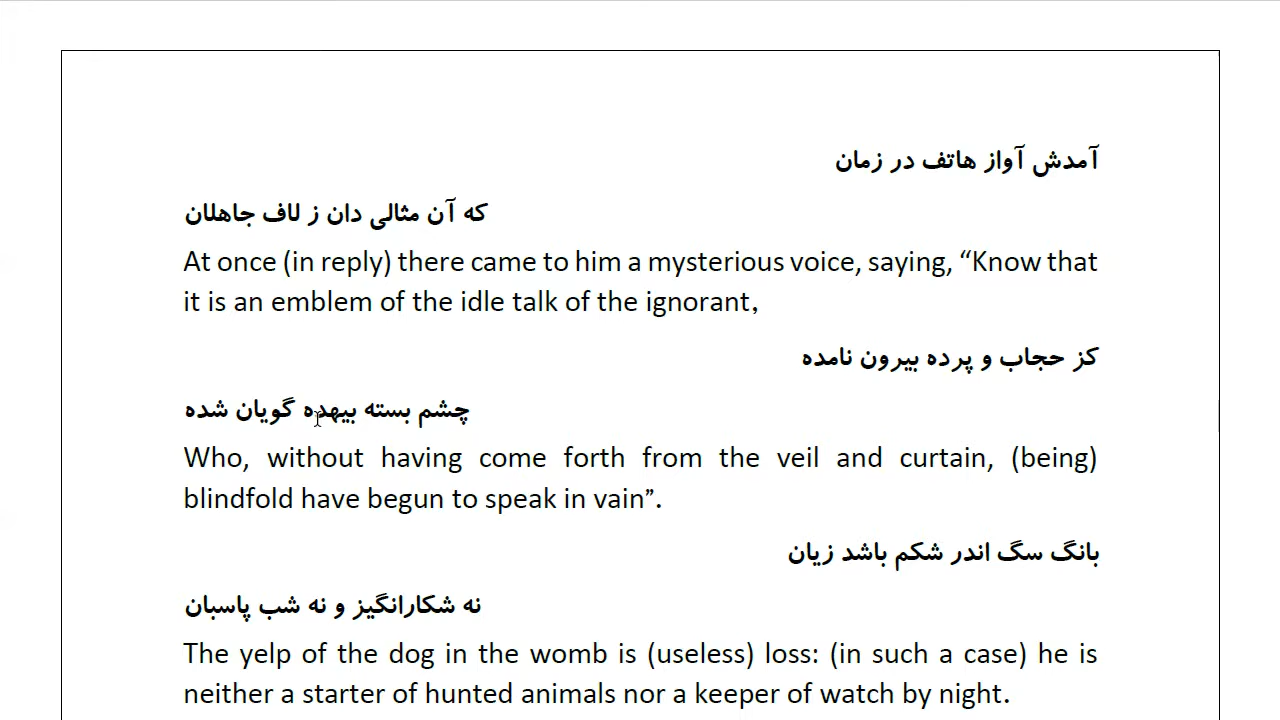 آمدش آواز هاتف در زمان
که آن مثالی دان ز لاف جاهلان
At once (in reply) there came to him a mysterious voice, saying, “Know that
it is an emblem of the idle talk of the ignorant,
کز حجاب و پرده بیرون نامده
چشم بسته بیهده گویان شده
Who, without having come forth from the veil and curtain, (being)
blindfold have begun to speak in vain”.
بانگ سگ اندر شکم باشد زیان
نه شکارانگیز و نه شب پاسبان
The yelp of the dog in the womb is (useless) loss: (in such a case) he is
neither a starter of hunted animals nor a keeper of watch by night.